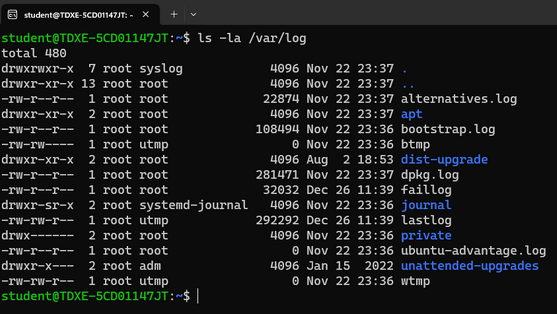 student@TDXE-5CD01147JT: ~
student@TDXE-5CD01147JT:~$ ls -la /var/log
total 480
drwxrwxr-x  7 root syslog            4096 Nov 22 23:37 .
drwxr-xr-x 13 root root              4096 Nov 22 23:37 ..
-rw-r--r--  1 root root             22874 Nov 22 23:37 alternatives.log
drwxr-xr-x  2 root root              4096 Nov 22 23:37 apt
-rw-r--r--  1 root root            108494 Nov 22 23:36 bootstrap.log
-rw-rw----  1 root utmp                 0 Nov 22 23:36 btmp
drwxr-xr-x  2 root root              4096 Aug  2 18:53 dist-upgrade
-rw-r--r--  1 root root            281471 Nov 22 23:37 dpkg.log
-rw-r--r--  1 root root             32032 Dec 26 11:39 faillog
drwxr-sr-x  2 root systemd-journal   4096 Nov 22 23:36 journal
-rw-rw-r--  1 root utmp            292292 Dec 26 11:39 lastlog
drwx------  2 root root              4096 Nov 22 23:36 private
-rw-r--r--  1 root root                 0 Nov 22 23:36 ubuntu-advantage.log
drwxr-x---  2 root adm               4096 Jan 15  2022 unattended-upgrades
-rw-rw-r--  1 root utmp                 0 Nov 22 23:36 wtmp
student@TDXE-5CD01147JT:~$